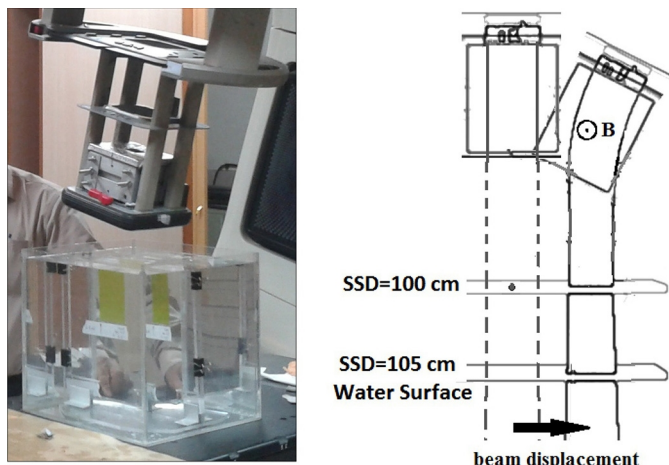 B
SSD=100 cm
SSD=105 cm
Water Surface
beam displacement